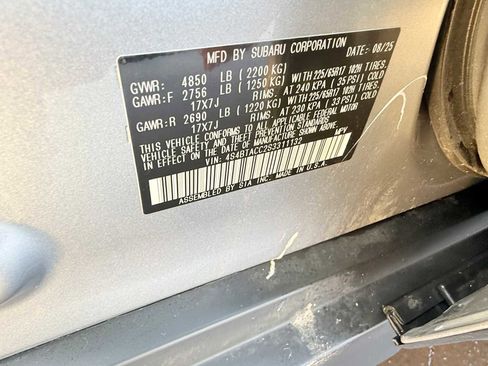 MFD BY SUBARU CORPORATION DATE: 08/25
GVWR: 4850 LB (2200 KG)
GAWR:F 2756 LB (1250 KG) WITH 225/65R17 102H TIRES,
17X7J RIMS, AT 240 KPA (35 PSI) COLD
GAWR:R 2690 LB (1220 KG) WITH 225/65R17 102H TIRES,
17X7J RIMS, AT 230 KPA (33 PSI) COLD
THIS VEHICLE CONFORMS TO ALL APPLICABLE FEDERAL MOTOR
VEHICLE SAFETY AND THEFT PREVENTION STANDARDS
IN EFFECT ON THE DATE OF MANUFACTURE SHOWN ABOVE.
VIN: 4S4BTACC2S3311132 MPV
ASSEMBLED BY SIA INC. MADE IN U.S.A.